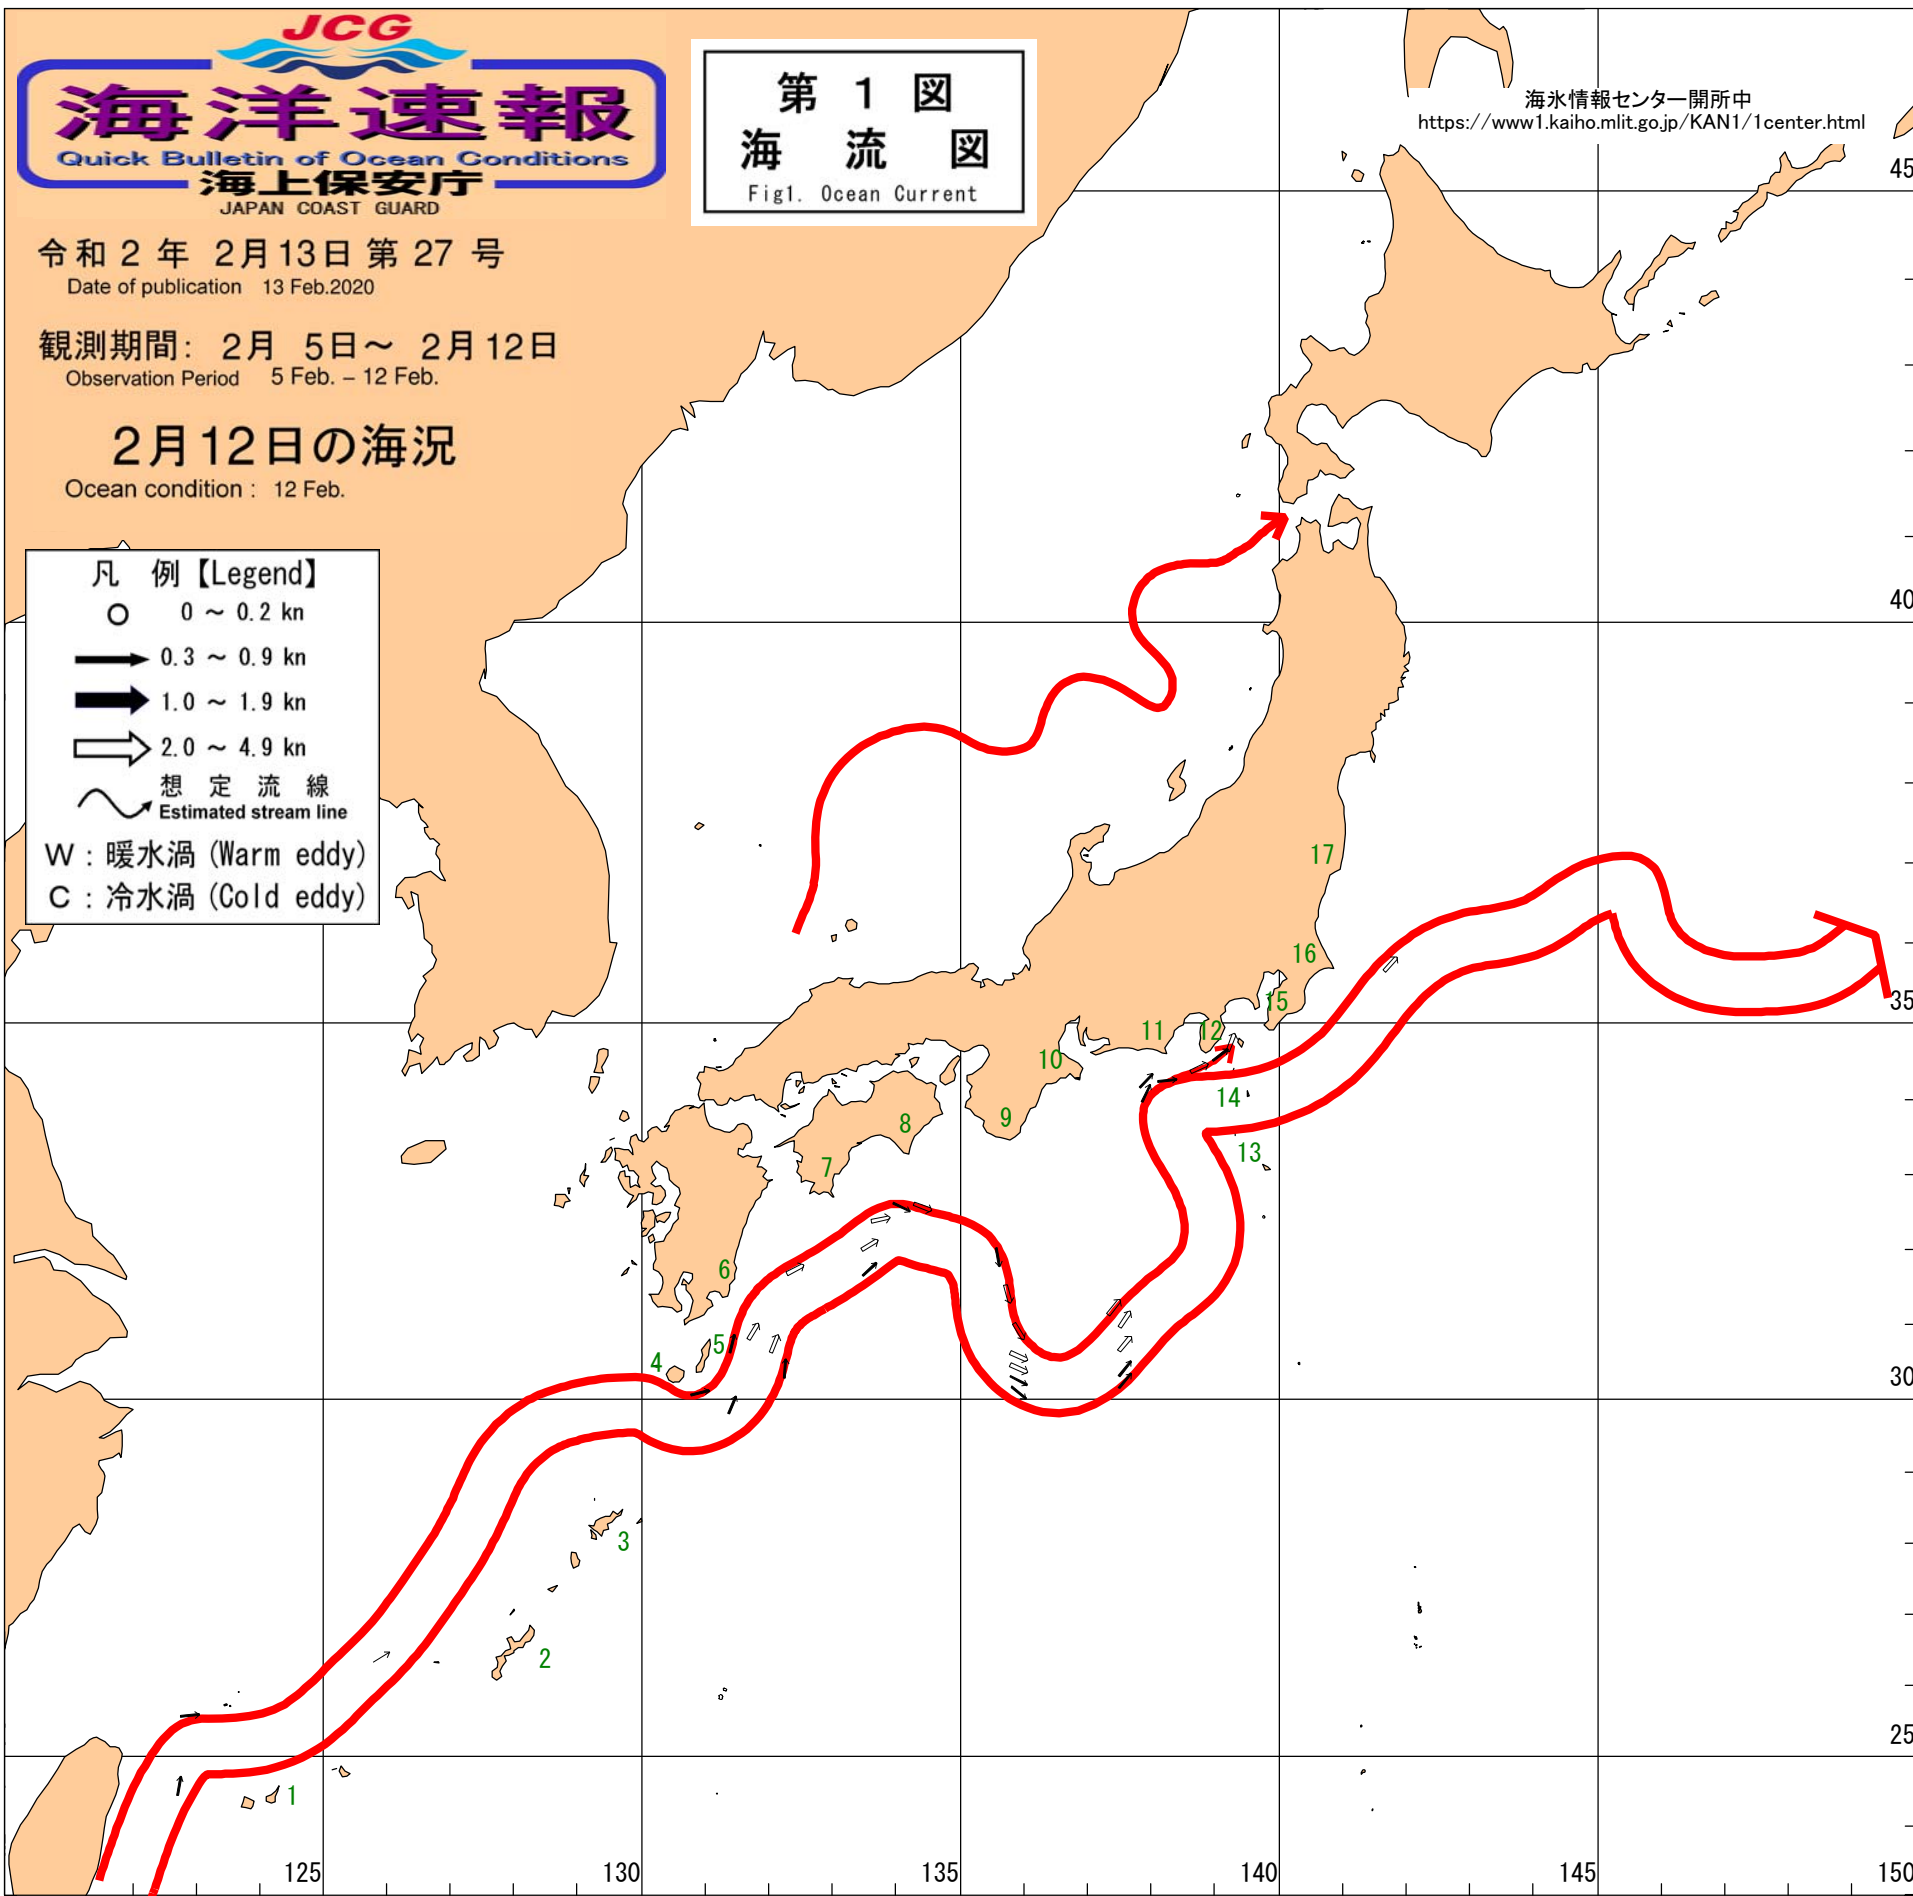 JCG
海洋速報
Quick Bulletin of Ocean Conditions
海上保安庁
JAPAN COAST GUARD
第 1 図
海 流 図
Fig1. Ocean Current
海氷情報センター開所中
https://www1.kaiho.mlit.go.jp/KAN1/1center.html
令和 2 年 2月13日 第 27 号
Date of publication 13 Feb.2020
観測期間: 2月 5日～ 2月12日
Observation Period 5 Feb. – 12 Feb.
2月12日の海況
Ocean condition : 12 Feb.
凡 例【Legend】
0 ～ 0.2 kn
0.3 ～ 0.9 kn
1.0 ～ 1.9 kn
2.0 ～ 4.9 kn
想 定 流 線
Estimated stream line
W : 暖水渦 (Warm eddy)
C : 冷水渦 (Cold eddy)
45
40
17
16
35
15
12
11
10
14
9
8
13
7
6
5
4
30
3
2
25
1
125
130
135
140
145
150